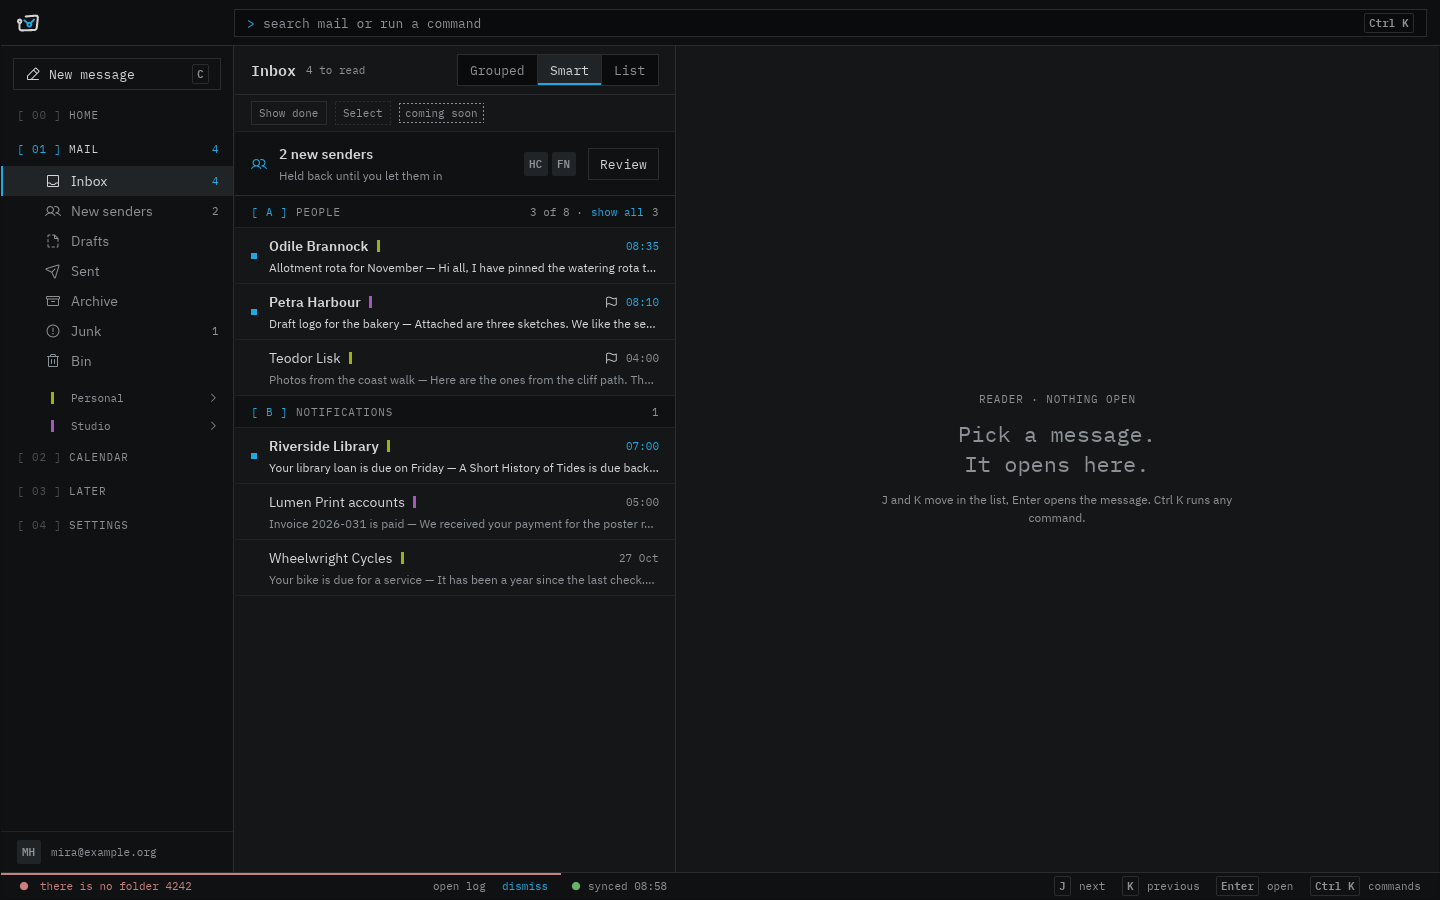 > search mail or run a command Ctrl K
New message C
[ 00 ] HOME
[ 01 ] MAIL 4
Inbox 4
New senders 2
Drafts
Sent
Archive
Junk 1
Bin
Personal
Studio
[ 02 ] CALENDAR
[ 03 ] LATER
[ 04 ] SETTINGS
MH mira@example.org
Inbox 4 to read Grouped Smart List
Show done Select coming soon
2 new senders
Held back until you let them in
HC FN Review
[ A ] PEOPLE 3 of 8 · show all 3
Odile Brannock 08:35
Allotment rota for November — Hi all, I have pinned the watering rota t...
Petra Harbour 08:10
Draft logo for the bakery — Attached are three sketches. We like the se...
Teodor Lisk 04:00
Photos from the coast walk — Here are the ones from the cliff path. Th...
[ B ] NOTIFICATIONS 1
Riverside Library 07:00
Your library loan is due on Friday — A Short History of Tides is due back...
Lumen Print accounts 05:00
Invoice 2026-031 is paid — We received your payment for the poster r...
Wheelwright Cycles 27 Oct
Your bike is due for a service — It has been a year since the last check....
READER · NOTHING OPEN
Pick a message.
It opens here.
J and K move in the list, Enter opens the message. Ctrl K runs any
command.
there is no folder 4242 open log dismiss synced 08:58 J next K previous Enter open Ctrl K commands